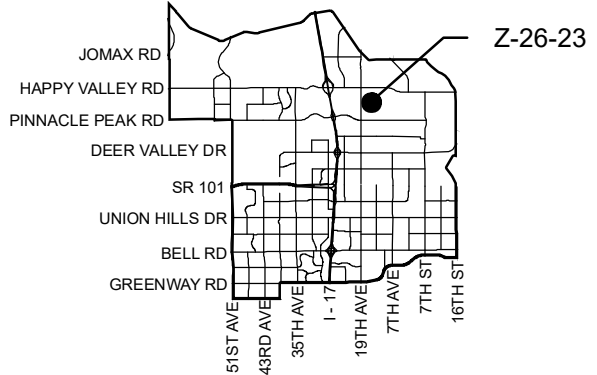 Z-26-23
JOMAX RD
HAPPY VALLEY RD
PINNACLE PEAK RD
DEER VALLEY DR
SR 101
UNION HILLS DR
BELL RD
GREENWAY RD
51ST AVE
43RD AVE
35TH AVE
I - 17
19TH AVE
7TH AVE
7TH ST
16TH ST